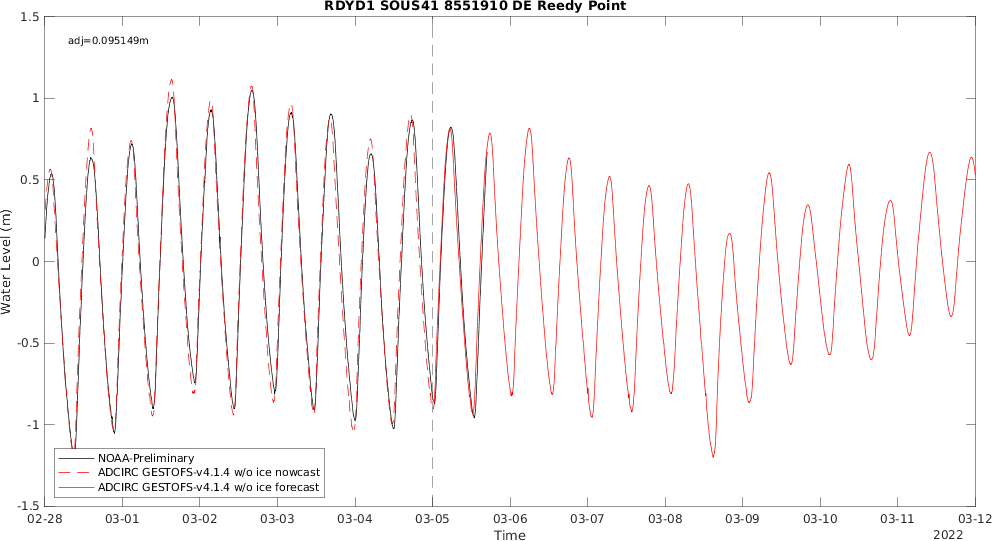 RDYD1 SOUS41 8551910 DE Reedy Point
adj=0.095149m
Water Level (m)
1.5
1
0.5
0
-0.5
-1
-1.5
NOAA-Preliminary
ADCIRC GESTOFS-v4.1.4 w/o ice nowcast
ADCIRC GESTOFS-v4.1.4 w/o ice forecast
02-28 03-01 03-02 03-03 03-04 03-05 03-06 03-07 03-08 03-09 03-10 03-11 03-12
Time
2022